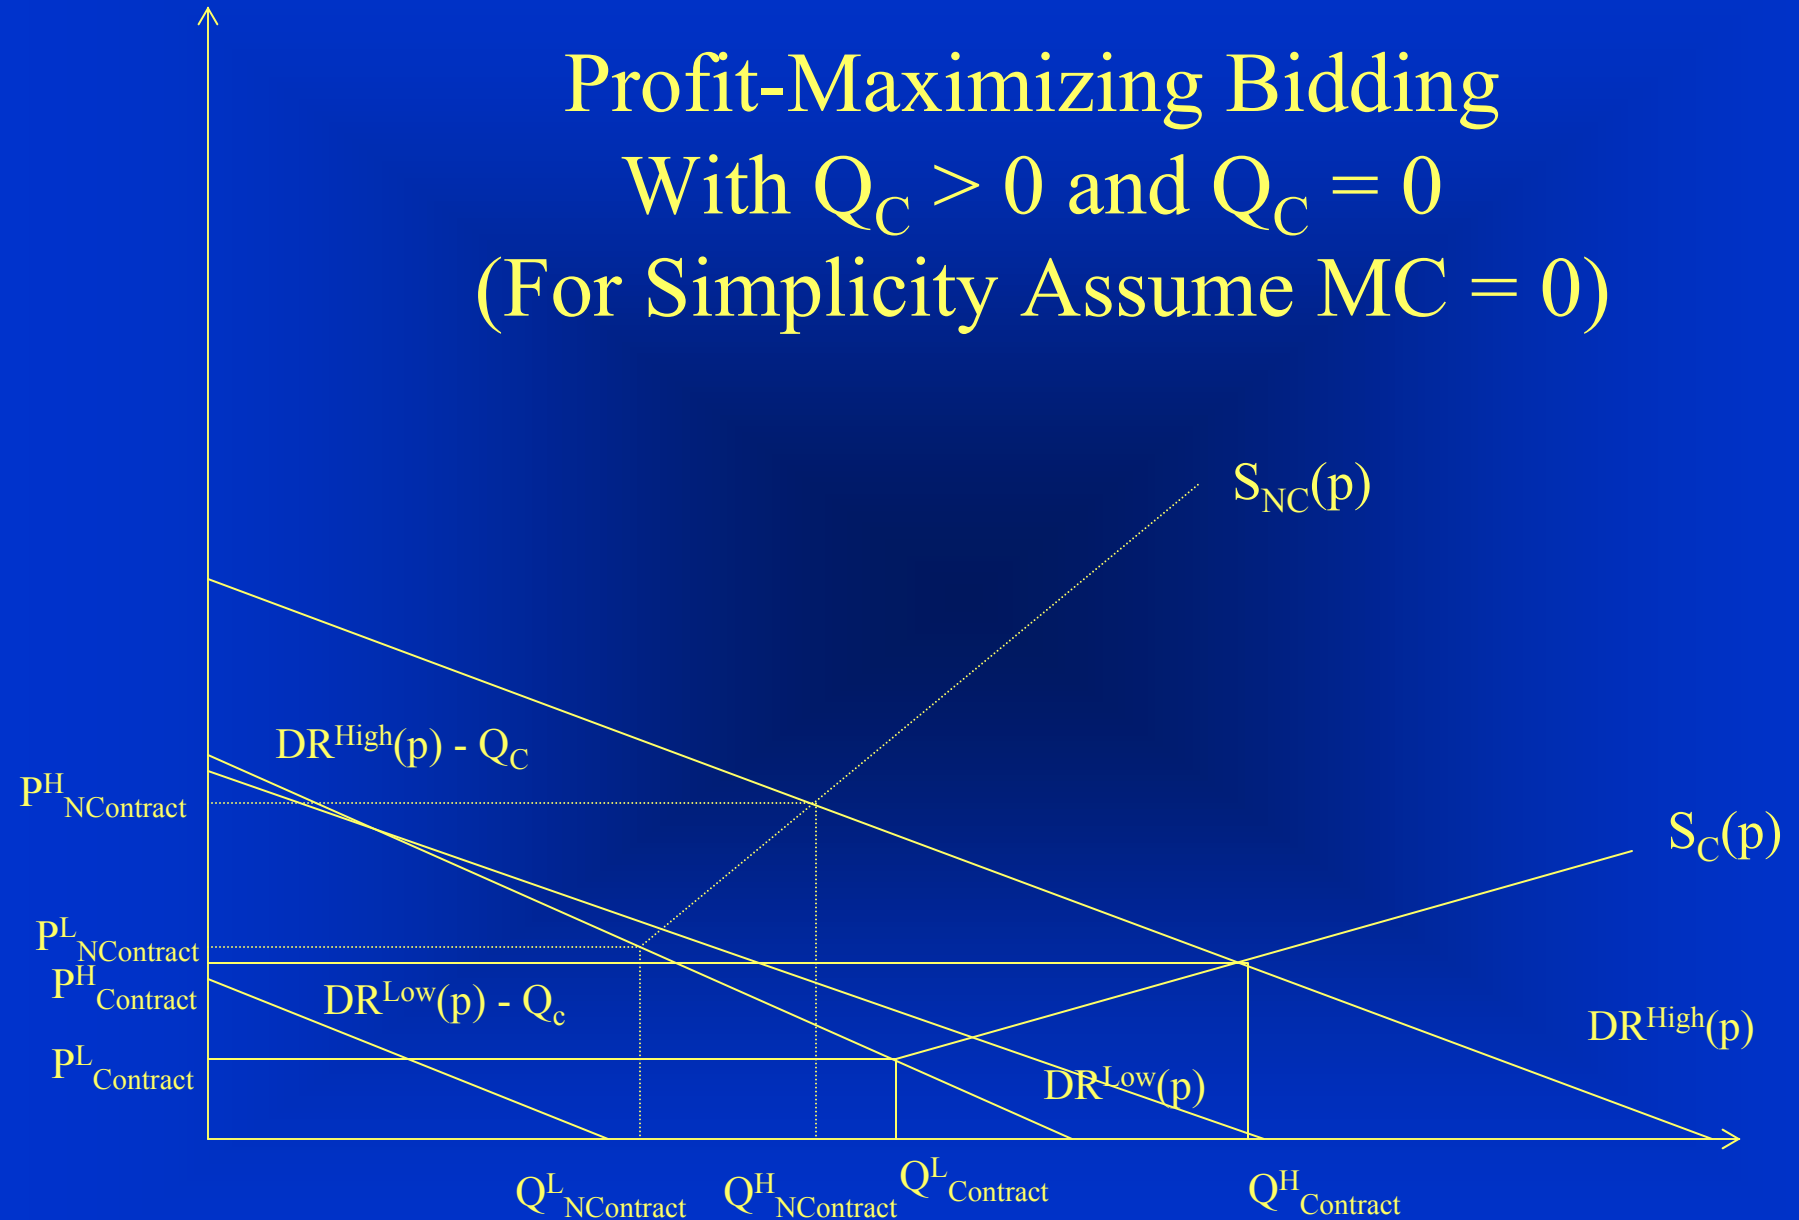 Profit-Maximizing Bidding
With Q_C > 0 and Q_C = 0
(For Simplicity Assume MC = 0)
S_NC(p)
DR^High(p) - Q_C
P^H_NContract
S_C(p)
P^L_NContract
P^H_Contract
DR^Low(p) - Q_c
DR^High(p)
P^L_Contract
DR^Low(p)
Q^L_NContract
Q^H_NContract
Q^L_Contract
Q^H_Contract